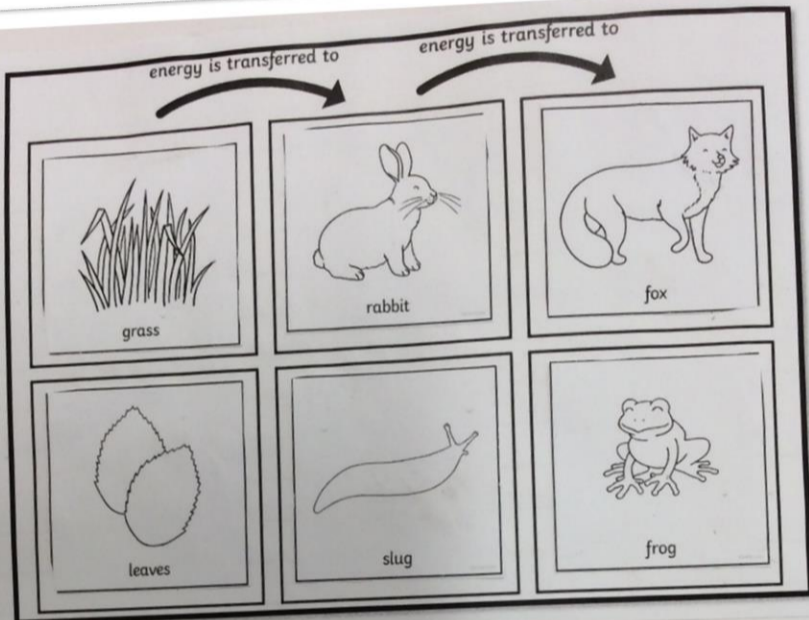 energy is transferred to
energy is transferred to
grass
rabbit
fox
leaves
slug
frog